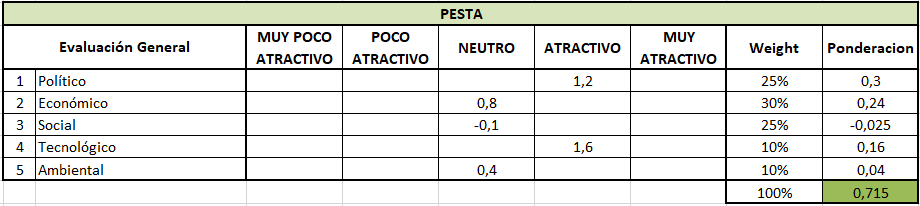 PESTA
Evaluación General MUY POCO ATRACTIVO POCO ATRACTIVO NEUTRO ATRACTIVO MUY ATRACTIVO Weight Ponderacion
1 Político 1,2 25% 0,3
2 Económico 0,8 30% 0,24
3 Social -0,1 25% -0,025
4 Tecnológico 1,6 10% 0,16
5 Ambiental 0,4 10% 0,04
100% 0,715